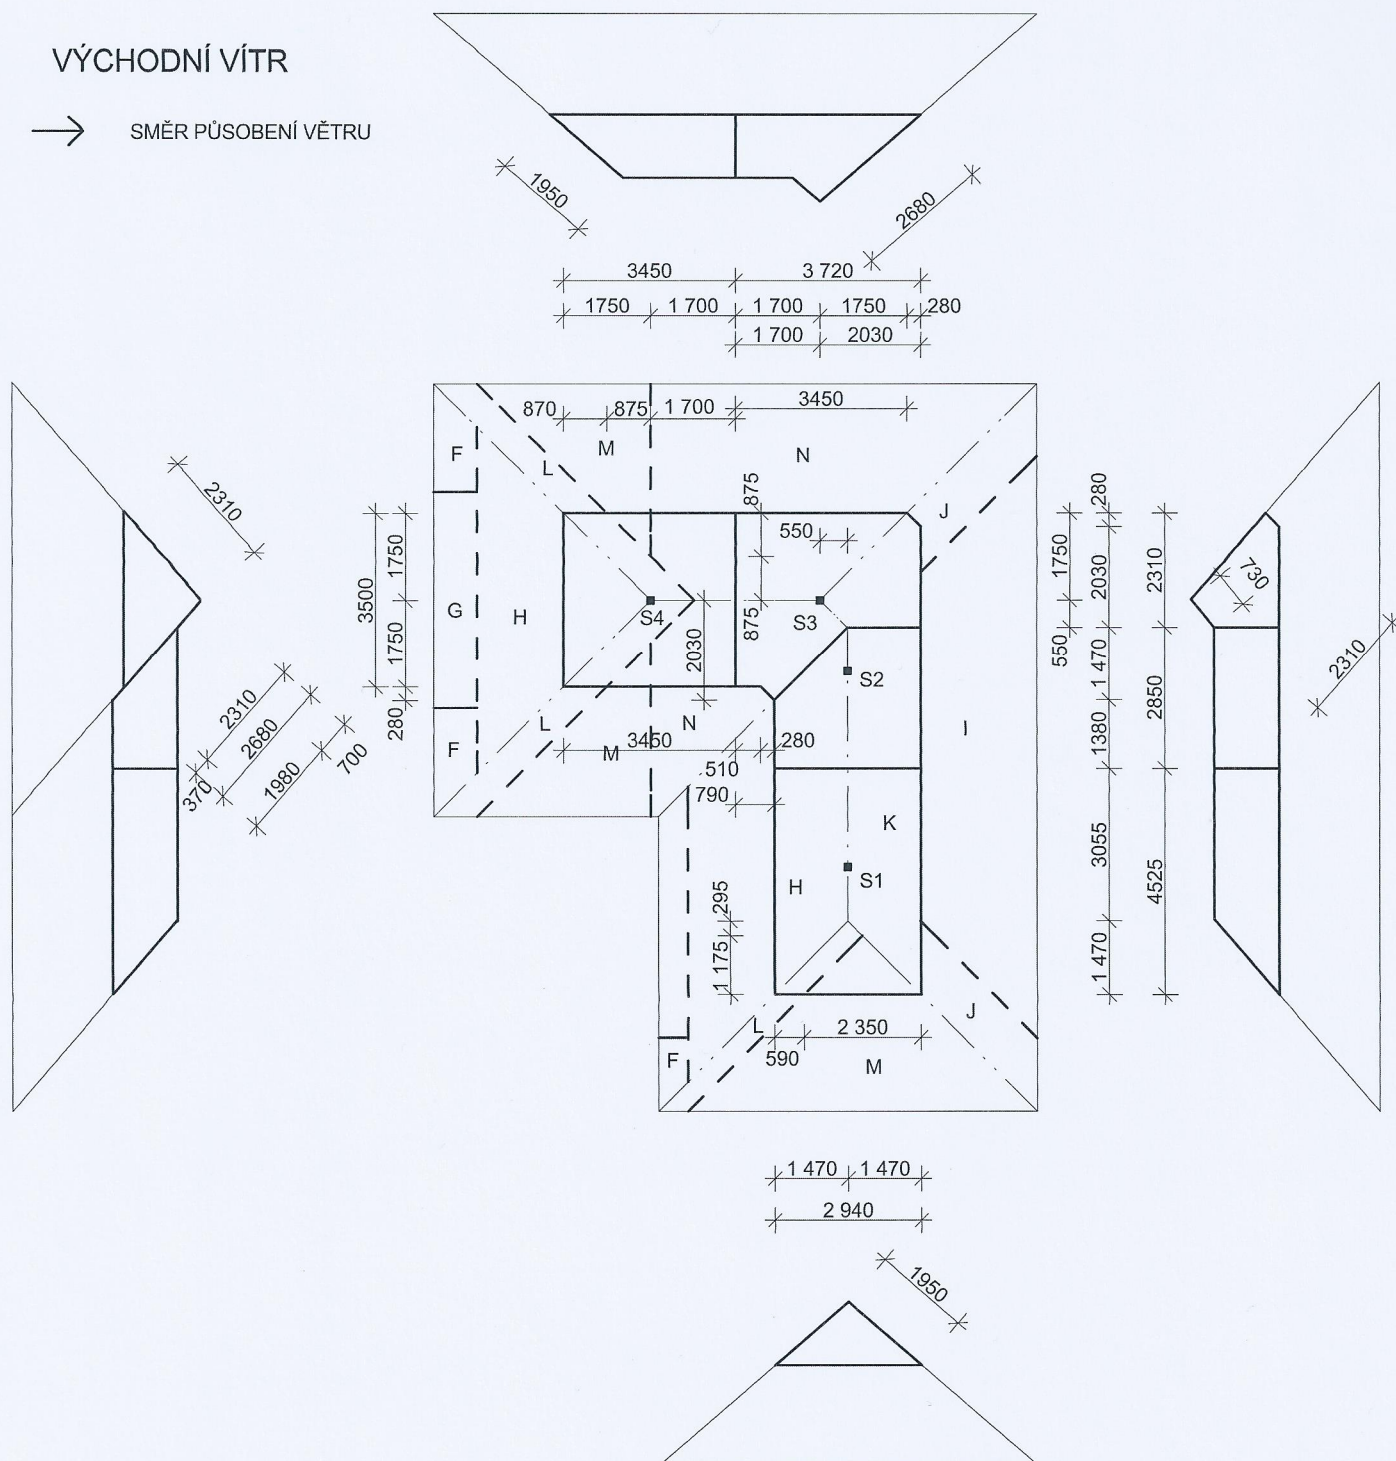 VÝCHODNÍ VÍTR
SMĚR PŮSOBENÍ VĚTRU
1950
2680
3450 3 720
1750 1 700 1 700 1750 280
1 700 2030
870 875 1 700 3450
F M N
L
2310
875
J
280
550
1750 2030 2310
730
3500
1750
1750
G H S4 S3
875
2030
550
S2
2310
280
L N
M
3450 280
I
1 470
1380
2850
2310
2680
1980
700
370
F
510
790
K
H S1
295
1 175
3055
4525
1 470
J
L
2 350
590
F
M
1 470 1 470
2 940
1950